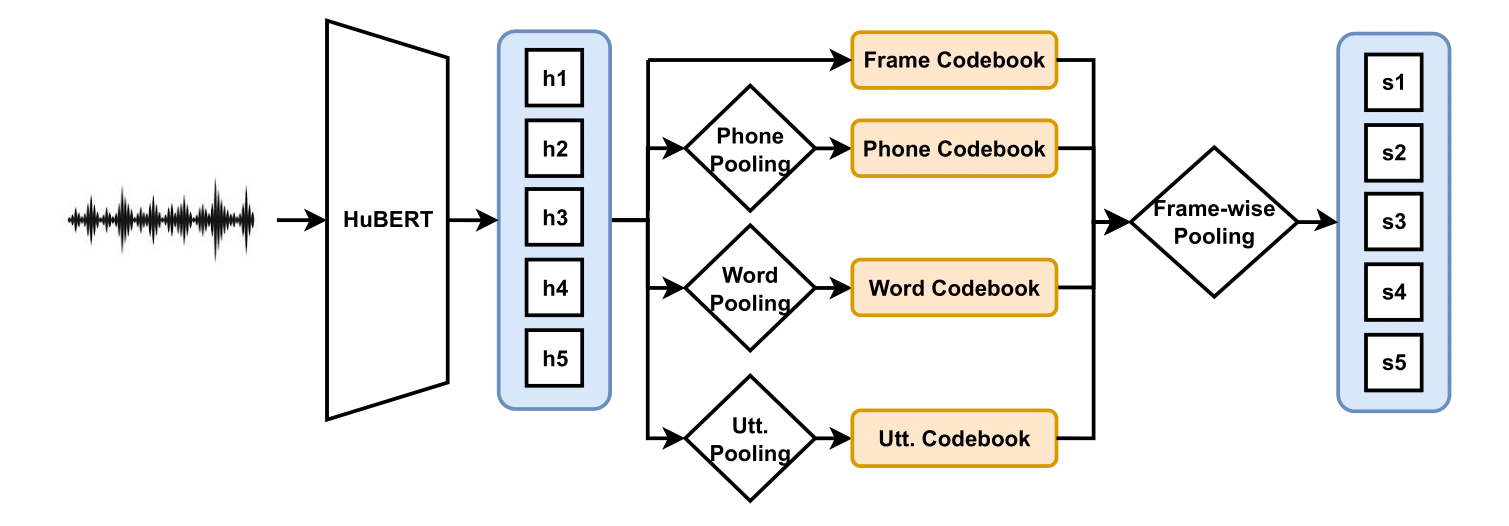 HuBERT
h1
h2
h3
h4
h5
Phone
Pooling
Word
Pooling
Utt.
Pooling
Frame Codebook
Phone Codebook
Word Codebook
Utt. Codebook
Frame-wise
Pooling
s1
s2
s3
s4
s5